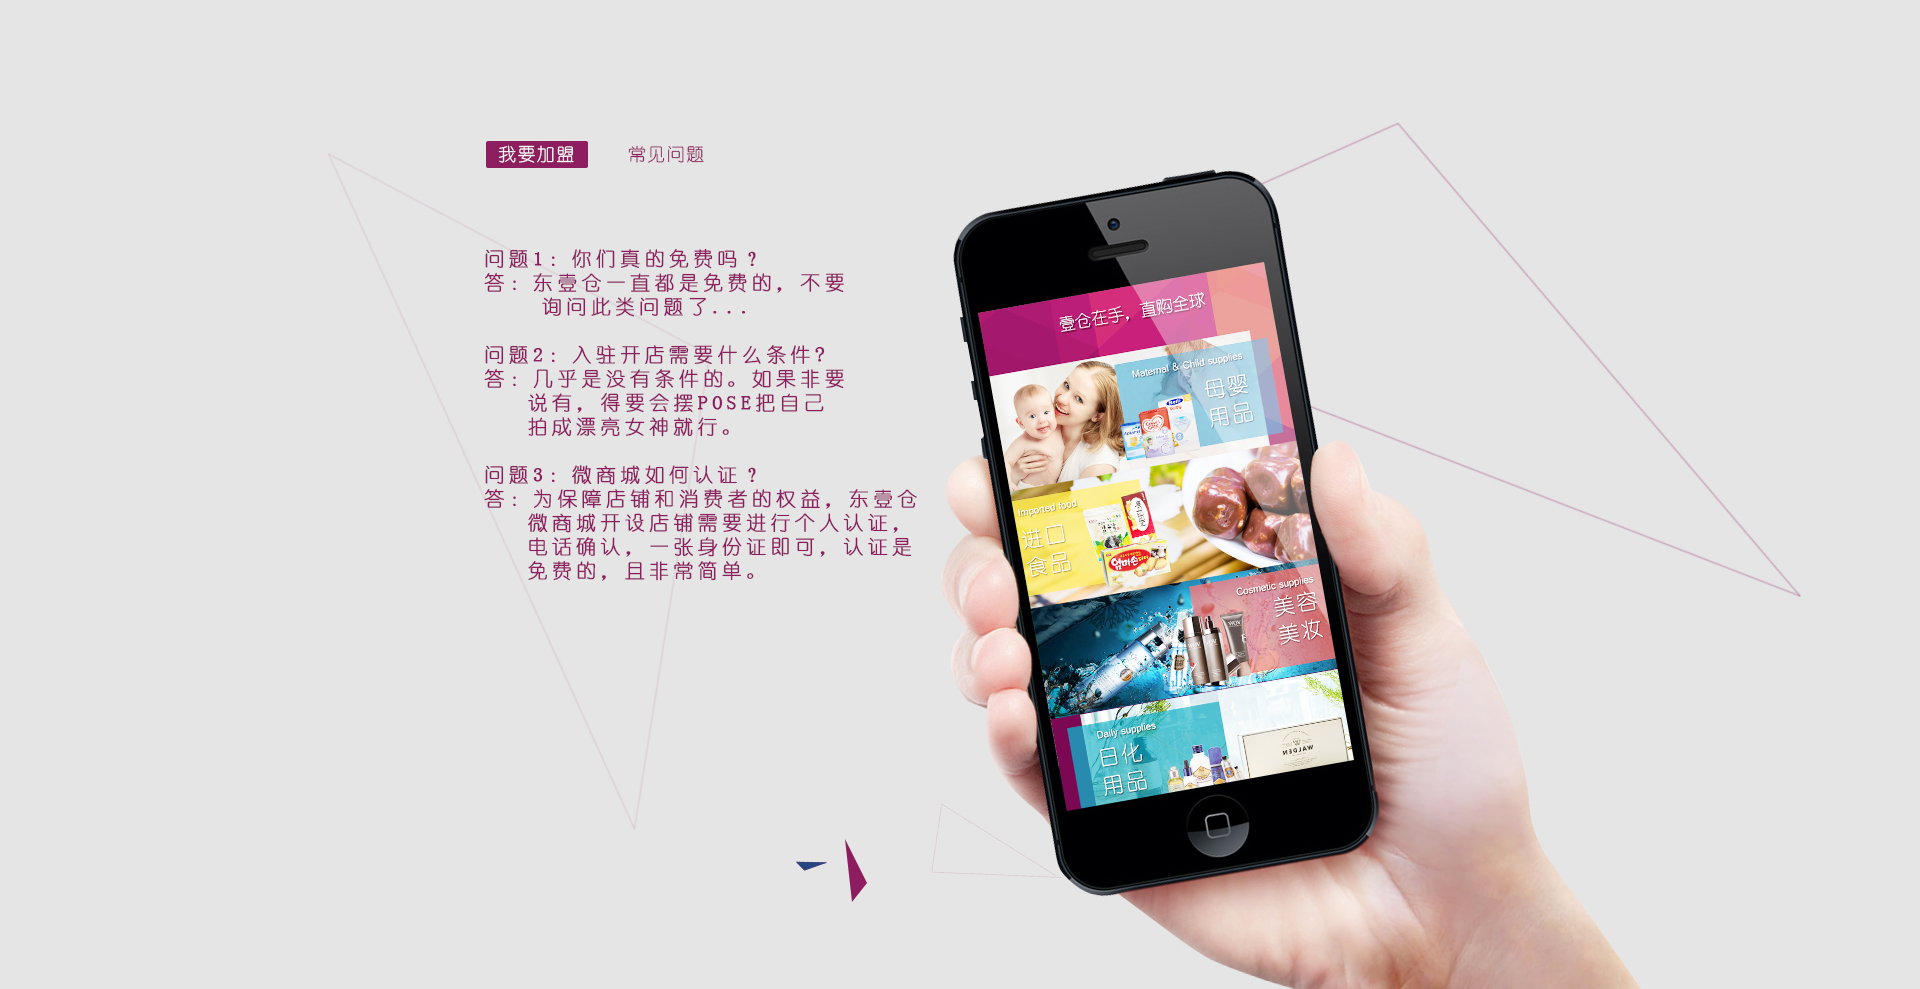 我要加盟 常见问题
问题1：你们真的免费吗？
答：东壹仓一直都是免费的，不要
询问此类问题了...
问题2：入驻开店需要什么条件?
答：几乎是没有条件的。如果非要
说有，得要会摆POSE把自己
拍成漂亮女神就行。
问题3：微商城如何认证？
答：为保障店铺和消费者的权益，东壹仓
微商城开设店铺需要进行个人认证，
电话确认，一张身份证即可，认证是
免费的，且非常简单。
壹仓在手，直购全球
Maternal & Child supplies
母婴
用品
Imported food
进口
食品
Cosmetic supplies
美容
美妆
Daily supplies
日化
用品
WALDEN